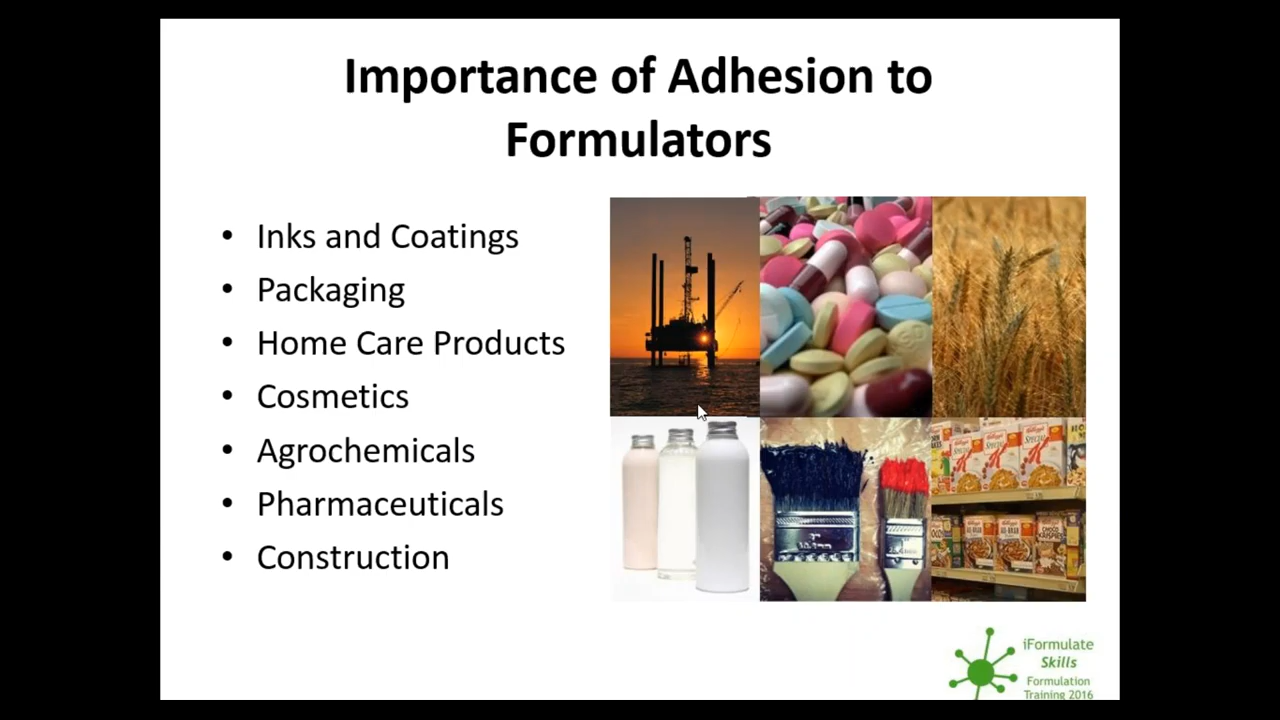 Importance of Adhesion to
Formulators
• Inks and Coatings
• Packaging
• Home Care Products
• Cosmetics
• Agrochemicals
• Pharmaceuticals
• Construction
iFormulate
Skills
Formulation
Training 2016